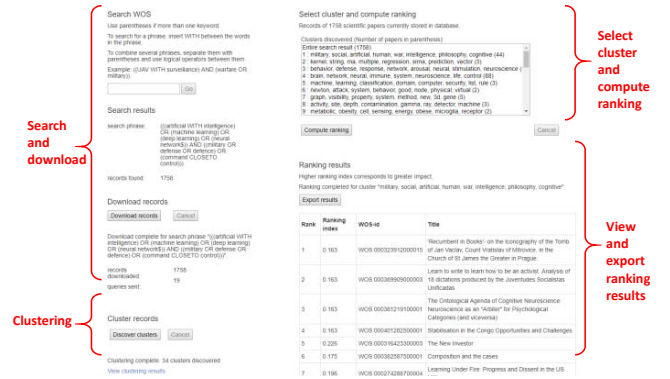 Search WOS
Use parentheses if more than one keyword.
To search for a phrase, insert WITH between the words
in the phrase
To combine several phrases, separate them with
parentheses and use logical operators between them
Example: ((UAV WITH surveillance) AND (warfare OR
military))
Go
Search results
search phrase:
(((artificial WITH intelligence)
OR (machine learning) OR
(deep learning) OR (neural
network$)) AND ((military OR
defense OR defence) OR
(command CLOSETO
control)))
records found:
1758
Download records
Download records
Cancel
Download complete for search phrase "(((artificial WITH
intelligence) OR (machine learning) OR (deep learning)
OR (neural network$)) AND ((military OR defense OR
defence) OR (command CLOSETO control)))".
records
downloaded:
1758
queries sent:
19
Cluster records
Discover clusters
Cancel
Clustering complete. 34 clusters discovered
View clustering results
Search
and
download
Clustering
Select cluster and compute ranking
Records of 1758 scientific papers currently stored in database.
Clusters discovered (Number of papers in parenthesis)
Entire search result (1758)
1: military, social, artificial, human, war, intelligence, philosophy, cognitive (44)
2: kernel, string, rna, multiple, regression, sirna, prediction, vector (3)
3: behavior, defense, response, network, arousal, neural, stimulation, neuroscience
4: brain, network, neural, immune, system, neuroscience, life, control (88)
5: machine, learning, classification, domain, computer, security, list, rule (3)
6: newton, attack, system, behavior, good, node, physical, virtual (2)
7: graph, visibility, property, system, method, new, 3d, gene (5)
8: activity, site, depth, contamination, gamma, ray, detector, machine (3)
9: metabolic, obesity, cell, sensing, energy, obese, microglia, receptor (2)
Compute ranking
Cancel
Ranking results
Higher ranking index corresponds to greater impact.
Ranking completed for cluster "military, social, artificial, human, war, intelligence, philosophy, cognitive"
Export results
Rank Ranking index WOS-id Title
1 0.163 WOS:000323912000015 'Recumbent in Books'- on the iconography of the Tomb
of Jan Vaclav, Count Vratislav of Mitrovice, in the
Church of St James the Greater in Prague.
2 0.163 WOS:000389909000003 Learn to write to learn how to be an activist. Analysis of
18 dictations produced by the Juventudes Socialistas
Unificadas
3 0.163 WOS:000381219100001 The Ontological Agenda of Cognitive Neuroscience:
Neuroscience as an "Arbiter" for Psychological
Categories (and viceversa)
4 0.163 WOS:000401282500001 Stabilisation in the Congo Opportunities and Challenges
5 0.226 WOS:000316423300003 The New Investor
6 0.175 WOS:000362587500001 Composition and the cases
7 0.196 WOS:000274288700004 Learning Under Fire: Progress and Dissent in the US
Select
cluster
and
compute
ranking
View
and
export
ranking
results